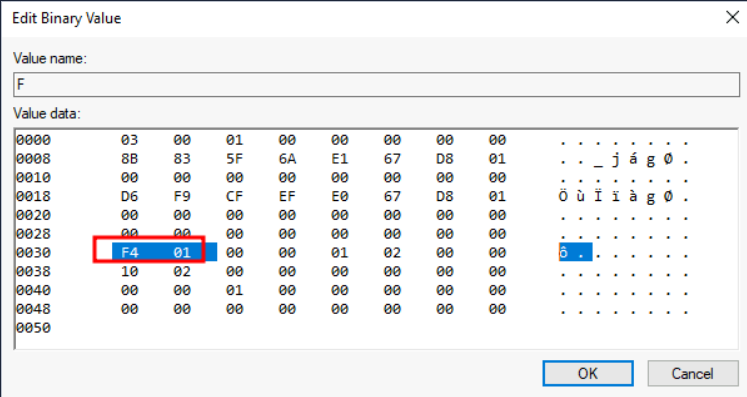 Edit Binary Value
Value name:
F
Value data:
0000 03 00 01 00 00 00 00 00 . . . . . . . .
0008 8B 83 5F 6A E1 67 D8 01 . . _ j á g Ø .
0010 00 00 00 00 00 00 00 00 . . . . . . . .
0018 D6 F9 CF EF E0 67 D8 01 Ö ù Ï ï à g Ø .
0020 00 00 00 00 00 00 00 00 . . . . . . . .
0028 00 00 00 00 00 00 00 00 . . . . . . . .
0030 F4 01 00 00 01 02 00 00 ô . . . . . . .
0038 10 02 00 00 00 00 00 00 . . . . . . . .
0040 00 00 01 00 00 00 00 00 . . . . . . . .
0048 00 00 00 00 00 00 00 00 . . . . . . . .
0050
OK Cancel